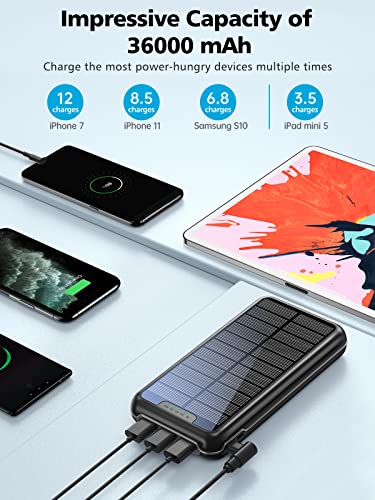 Impressive Capacity of
36000 mAh
Charge the most power-hungry devices multiple times
12 8.5 6.8 3.5
charges charges charges charges
iPhone 7 iPhone 11 Samsung S10 iPad mini 5